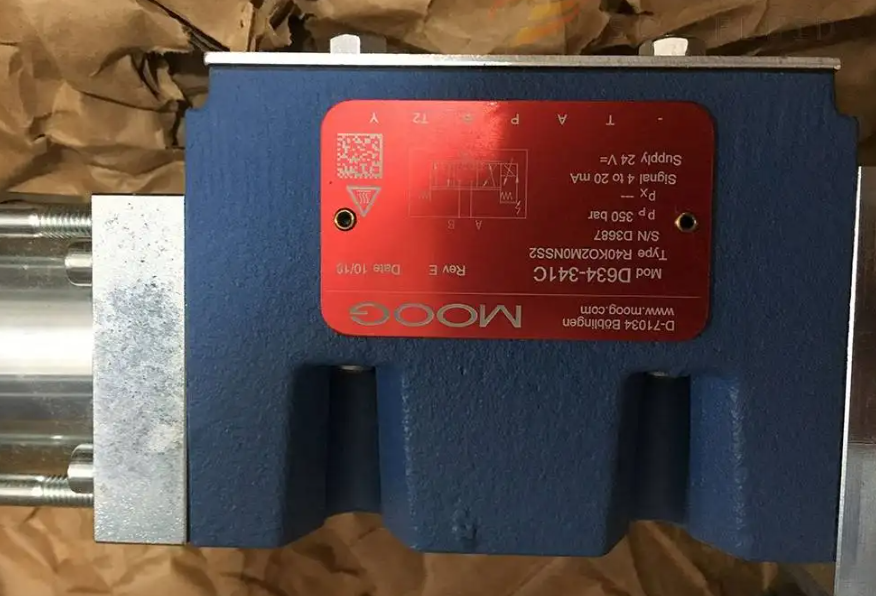 MOOG
D-71034 Böblingen
www.moog.com
Mod D634-341C Rev E Date 10/10
Type R40KO2M0NSS2
S/N D3687
pP 350 bar
Px —
Signal 4 to 20 mA
Supply 24 V=
A B
- T A P B T2 Y